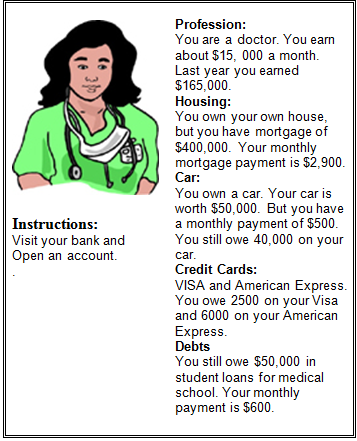 Instructions:
Visit your bank and
Open an account.
.
Profession:
You are a doctor. You earn
about $15, 000 a month.
Last year you earned
$165,000.
Housing:
You own your own house,
but you have mortgage of
$400,000. Your monthly
mortgage payment is $2,900.
Car:
You own a car. Your car is
worth $50,000. But you have
a monthly payment of $500.
You still owe 40,000 on your
car.
Credit Cards:
VISA and American Express.
You owe 2500 on your Visa
and 6000 on your American
Express.
Debts
You still owe $50,000 in
student loans for medical
school. Your monthly
payment is $600.